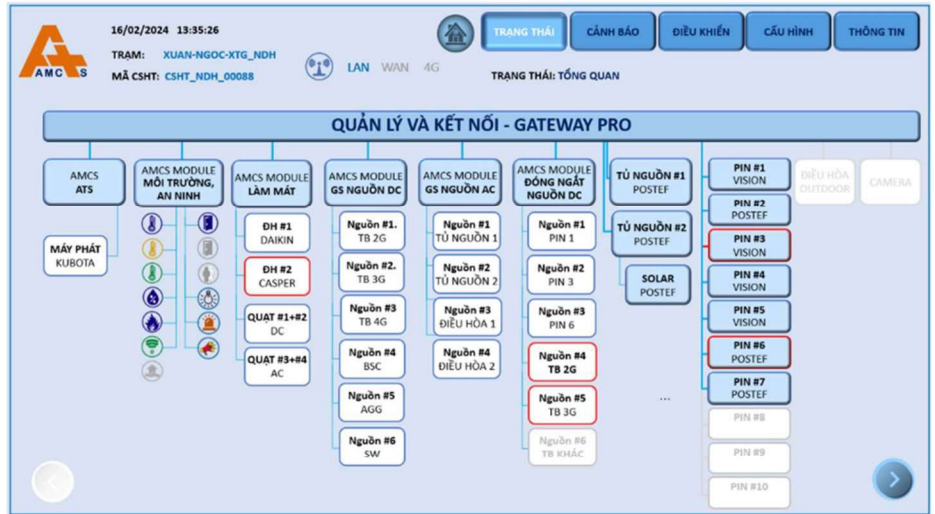 16/02/2024 13:35:26
TRẠM: XUAN-NGOC-XTG_NDH
MÃ CSHT: CSHT_NDH_00088
AMCS
LAN WAN 4G
TRẠNG THÁI
CẢNH BÁO
ĐIỀU KHIỂN
CẤU HÌNH
THÔNG TIN
TRẠNG THÁI: TỔNG QUAN
QUẢN LÝ VÀ KẾT NỐI - GATEWAY PRO
AMCS
ATS
MÁY PHÁT
KUBOTA
AMCS MODULE
MÔI TRƯỜNG,
AN NINH
AMCS MODULE
LÀM MÁT
ĐH #1
DAIKIN
ĐH #2
CASPER
QUẠT #1+#2
DC
QUẠT #3+#4
AC
AMCS MODULE
GS NGUỒN DC
Nguồn #1.
TB 2G
Nguồn #2.
TB 3G
Nguồn #3
TB 4G
Nguồn #4
BSC
Nguồn #5
AGG
Nguồn #6
SW
AMCS MODULE
GS NGUỒN AC
Nguồn #1
TỦ NGUỒN 1
Nguồn #2
TỦ NGUỒN 2
Nguồn #3
ĐIỀU HÒA 1
Nguồn #4
ĐIỀU HÒA 2
AMCS MODULE
ĐÓNG NGẮT
NGUỒN DC
Nguồn #1
PIN 1
Nguồn #2
PIN 3
Nguồn #3
PIN 6
Nguồn #4
TB 2G
Nguồn #5
TB 3G
Nguồn #6
TB KHÁC
TỦ NGUỒN #1
POSTEF
TỦ NGUỒN #2
POSTEF
SOLAR
POSTEF
...
PIN #1
VISION
PIN #2
POSTEF
PIN #3
VISION
PIN #4
VISION
PIN #5
VISION
PIN #6
POSTEF
PIN #7
POSTEF
PIN #8
PIN #9
PIN #10
ĐIỀU HÒA
OUTDOOR
CAMERA